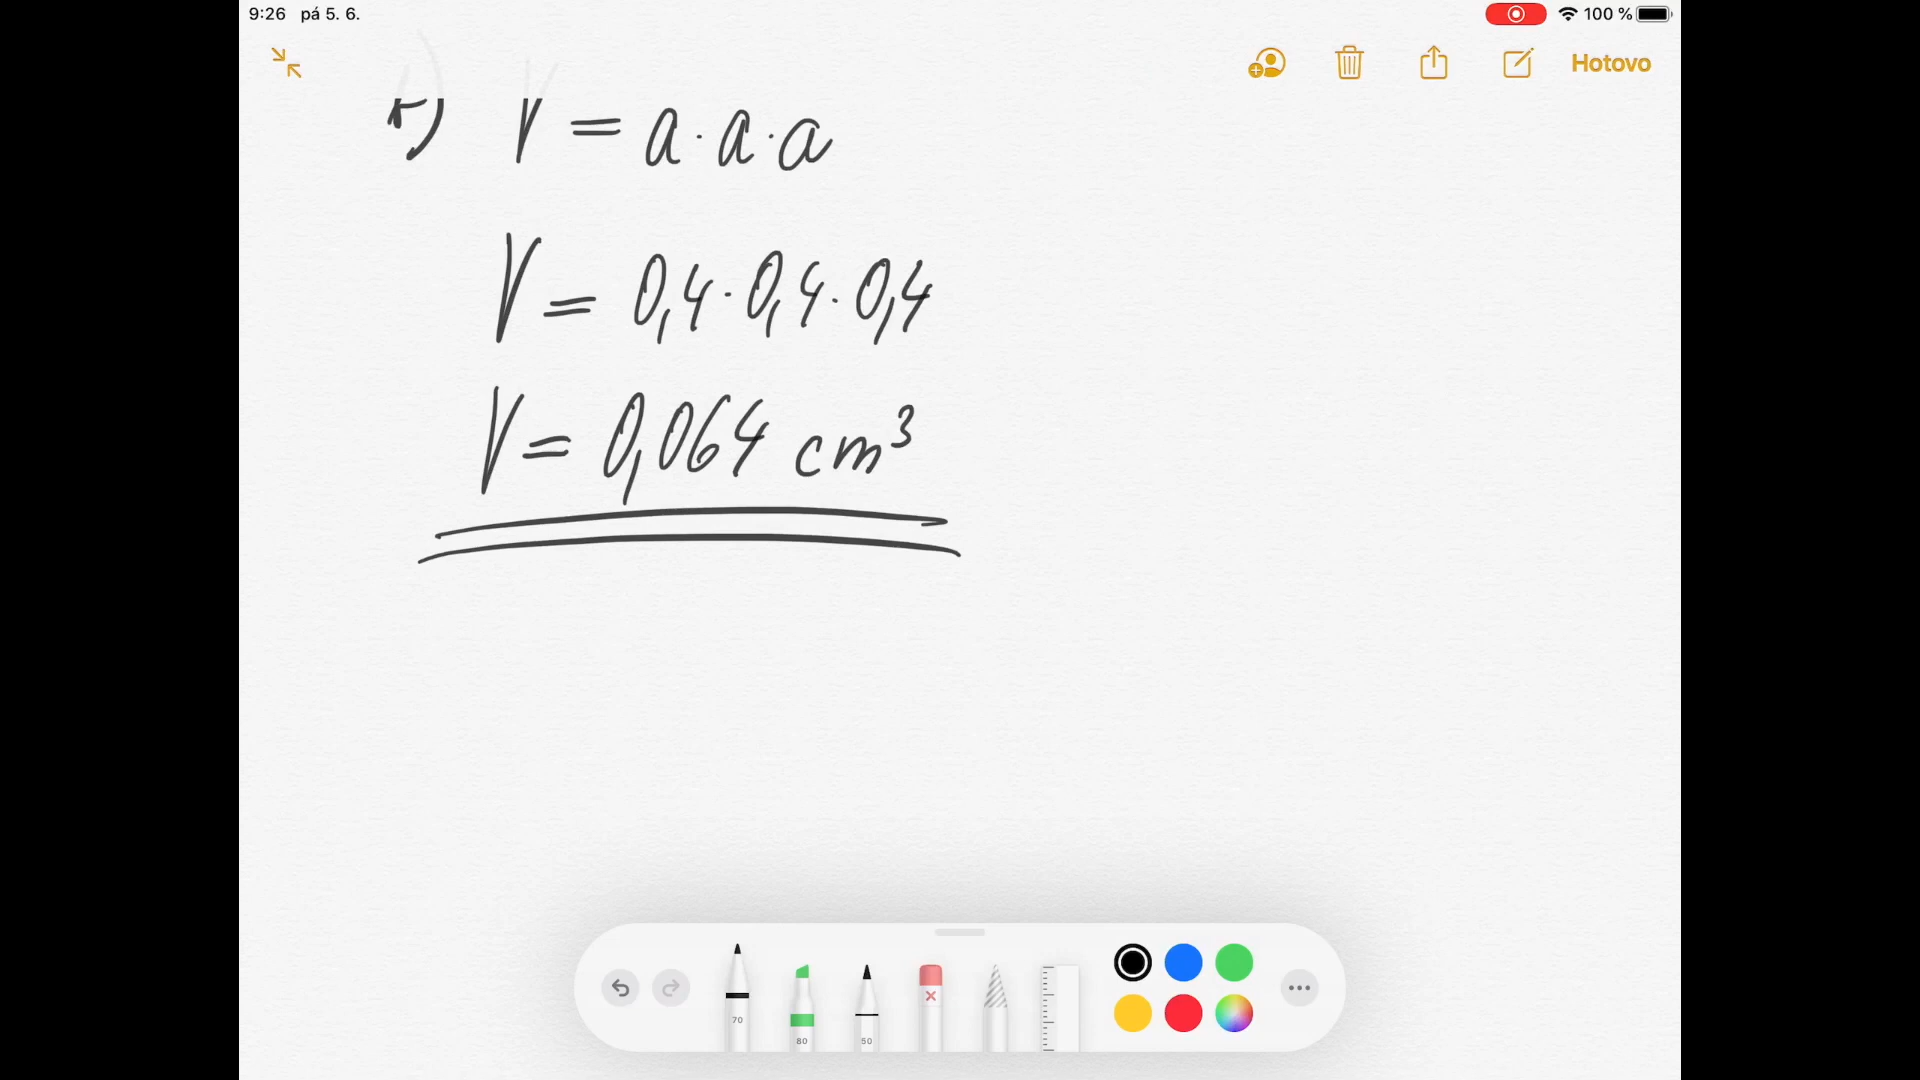 9:26 pá 5. 6.
100 %
Hotovo
V = a · a · a
V = 0,4 · 0,4 · 0,4
V = 0,064 cm³
70
80
50